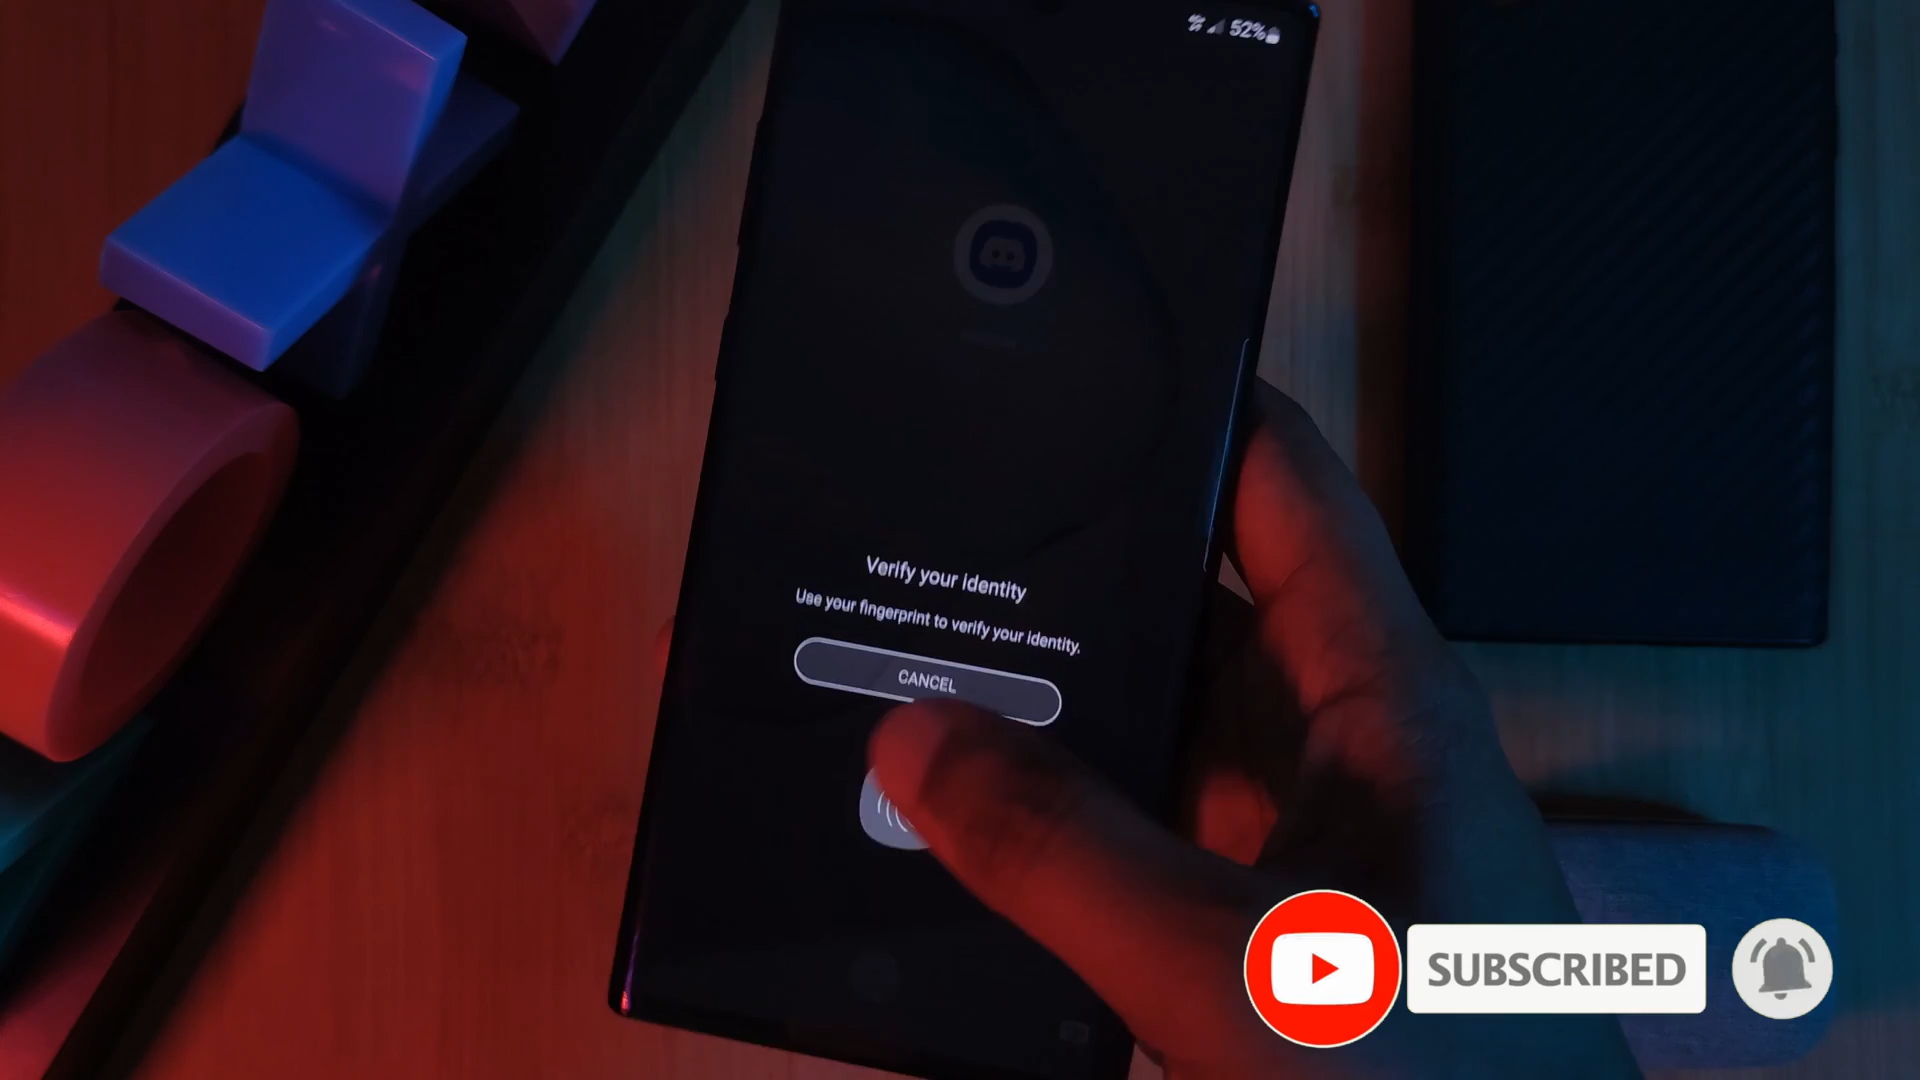 52%
Verify your identity
Use your fingerprint to verify your identity.
CANCEL
SUBSCRIBED